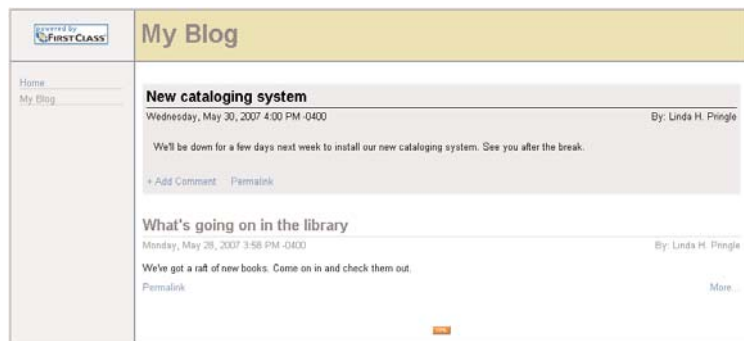 powered by
FIRSTCLASS
My Blog
Home
My Blog
New cataloging system
Wednesday, May 30, 2007 4:00 PM -0400 By: Linda H. Pringle
We'll be down for a few days next week to install our new cataloging system. See you after the break.
+ Add Comment Permalink
What's going on in the library
Monday, May 28, 2007 3:58 PM -0400 By: Linda H. Pringle
We've got a raft of new books. Come on in and check them out.
Permalink More...